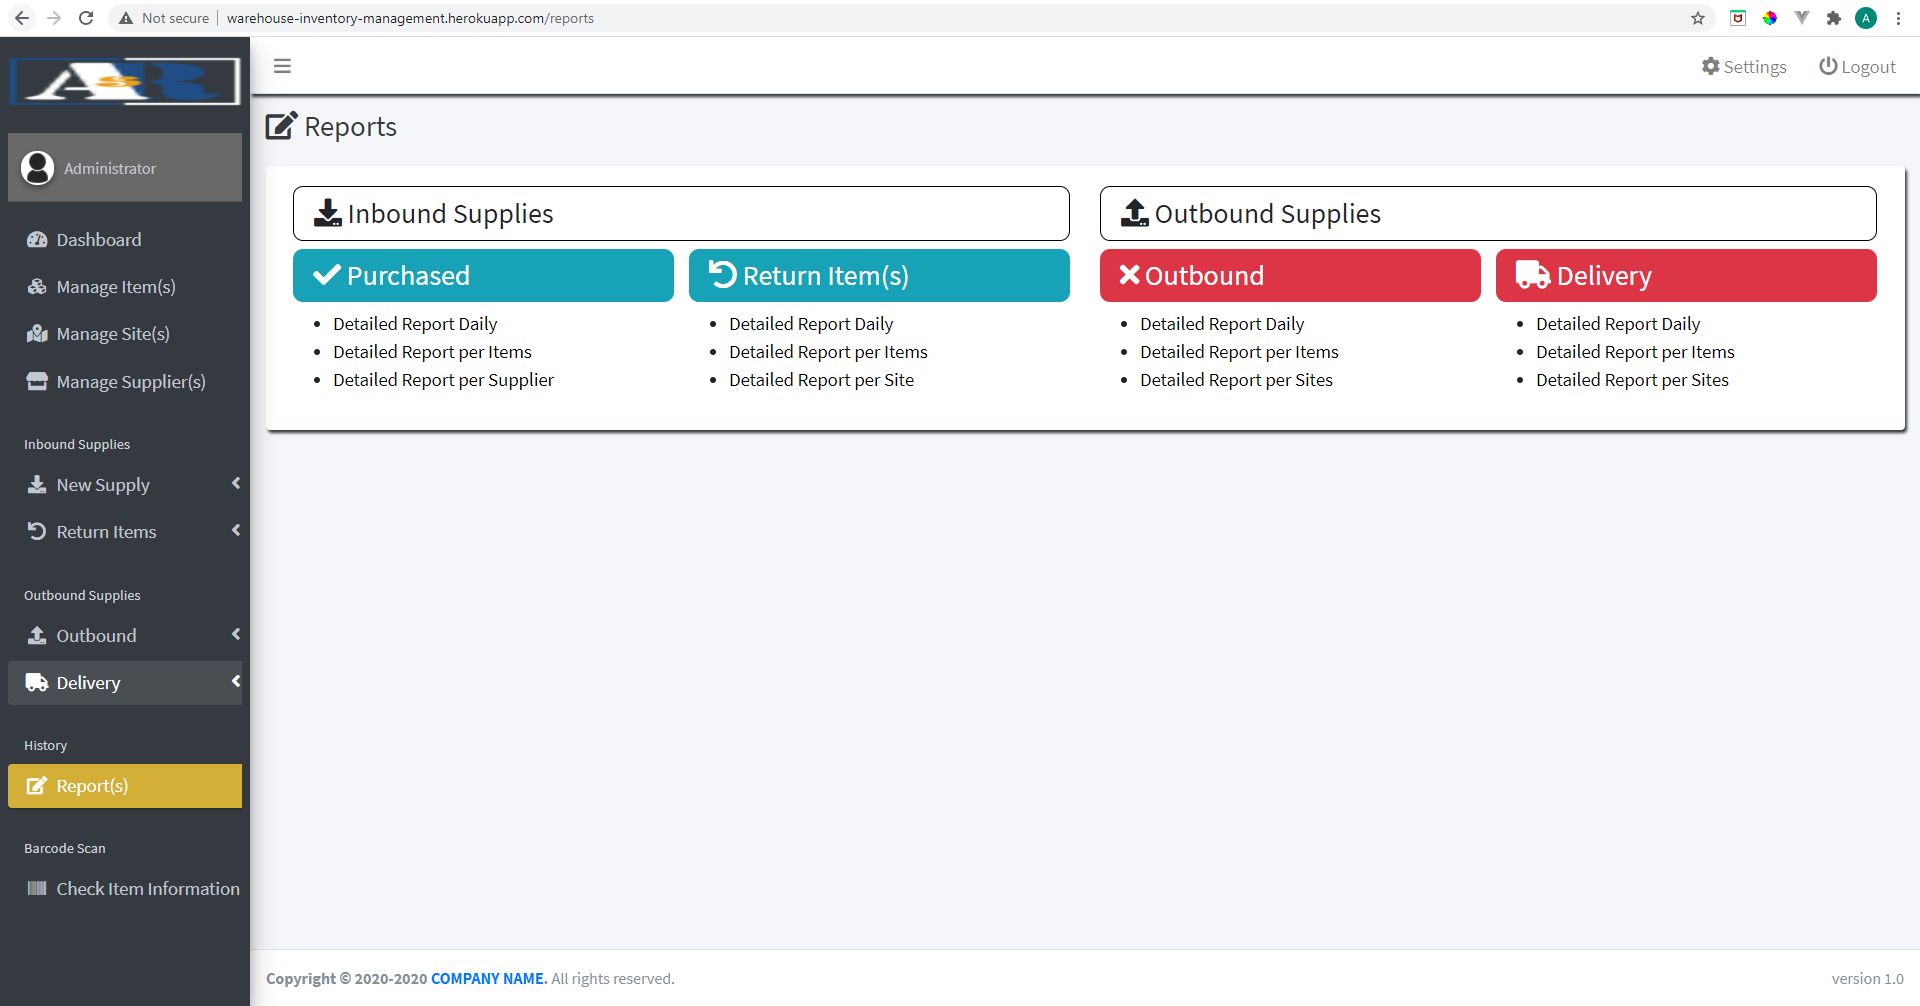 Not secure
warehouse-inventory-management.herokuapp.com/reports
A
AsR
Settings
Logout
Administrator
Dashboard
Manage Item(s)
Manage Site(s)
Manage Supplier(s)
Inbound Supplies
New Supply
Return Items
Outbound Supplies
Outbound
Delivery
History
Report(s)
Barcode Scan
Check Item Information
Reports
Inbound Supplies
Purchased
Detailed Report Daily
Detailed Report per Items
Detailed Report per Supplier
Return Item(s)
Detailed Report Daily
Detailed Report per Items
Detailed Report per Site
Outbound Supplies
Outbound
Detailed Report Daily
Detailed Report per Items
Detailed Report per Sites
Delivery
Detailed Report Daily
Detailed Report per Items
Detailed Report per Sites
Copyright © 2020-2020 COMPANY NAME. All rights reserved.
version 1.0